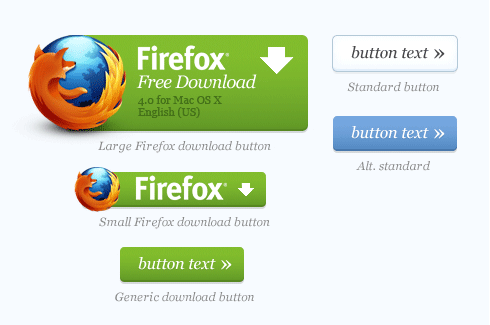 Firefox®
Free Download
4.0 for Mac OS X
English (US)
Large Firefox download button
Firefox®
Small Firefox download button
button text »
Generic download button
button text »
Standard button
button text »
Alt. standard